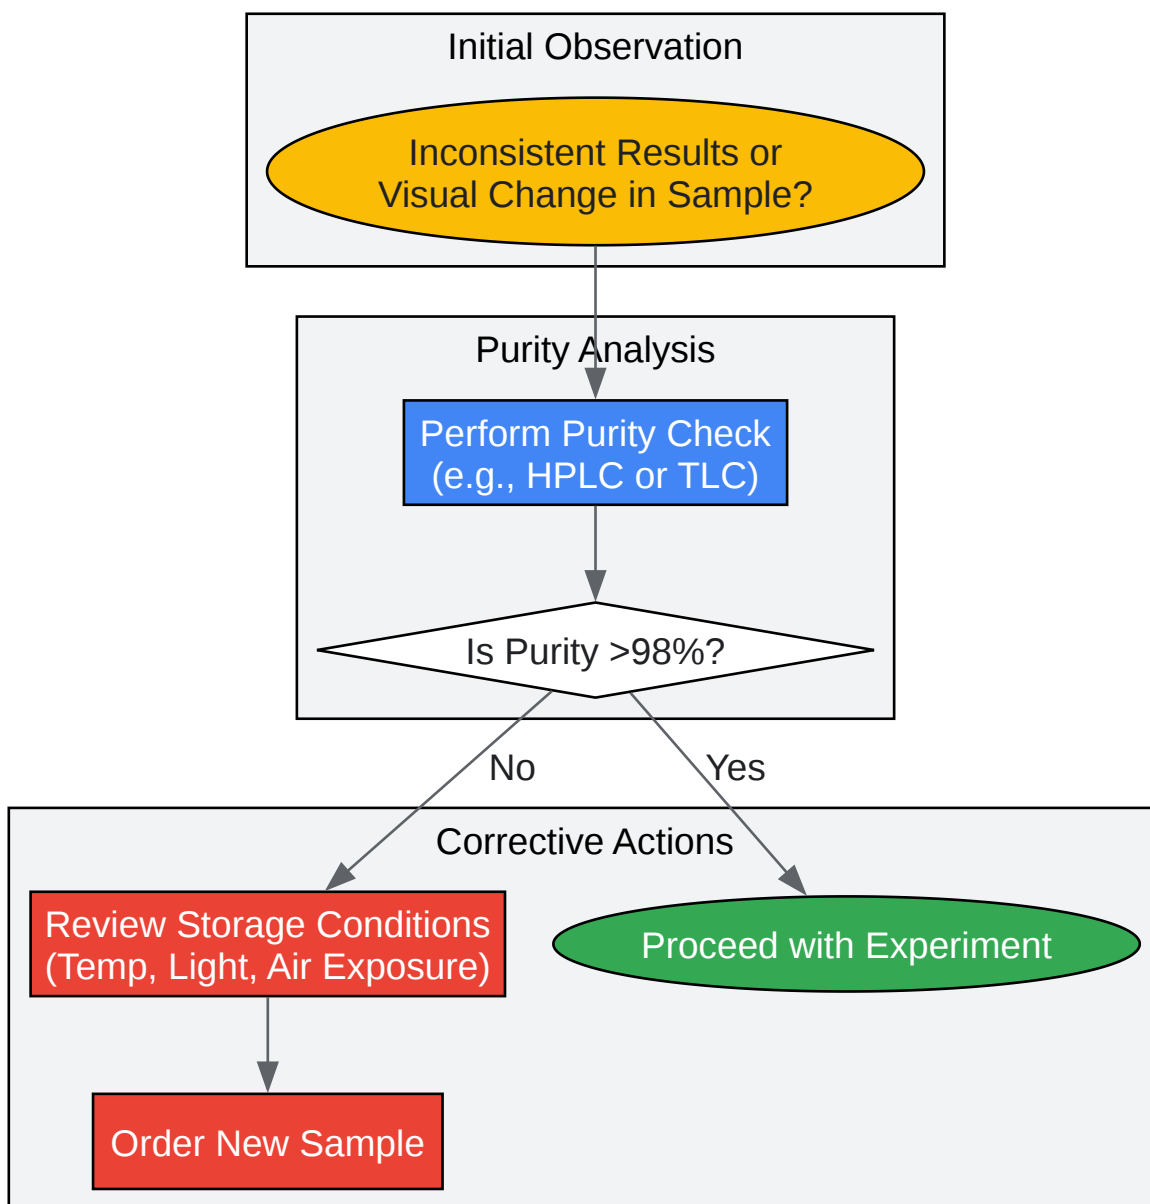 Initial Observation
Inconsistent Results or
Visual Change in Sample?
Purity Analysis
Perform Purity Check
(e.g., HPLC or TLC)
Is Purity >98%?
No
Yes
Corrective Actions
Review Storage Conditions
(Temp, Light, Air Exposure)
Proceed with Experiment
Order New Sample